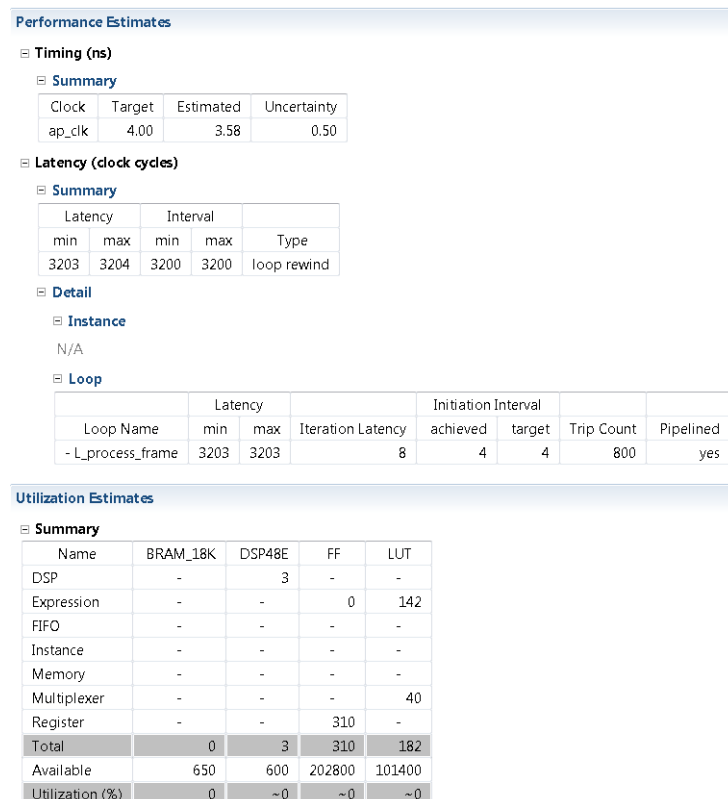 Performance Estimates
Timing (ns)
Summary
Clock Target Estimated Uncertainty
ap_clk 4.00 3.58 0.50
Latency (clock cycles)
Summary
Latency Interval
min max min max Type
3203 3204 3200 3200 loop rewind
Detail
Instance
N/A
Loop
Latency Initiation Interval
Loop Name min max Iteration Latency achieved target Trip Count Pipelined
- L_process_frame 3203 3203 8 4 4 800 yes
Utilization Estimates
Summary
Name BRAM_18K DSP48E FF LUT
DSP - 3 - -
Expression - - 0 142
FIFO - - - -
Instance - - - -
Memory - - - -
Multiplexer - - - 40
Register - - 310 -
Total 0 3 310 182
Available 650 600 202800 101400
Utilization (%) 0 ~0 ~0 ~0